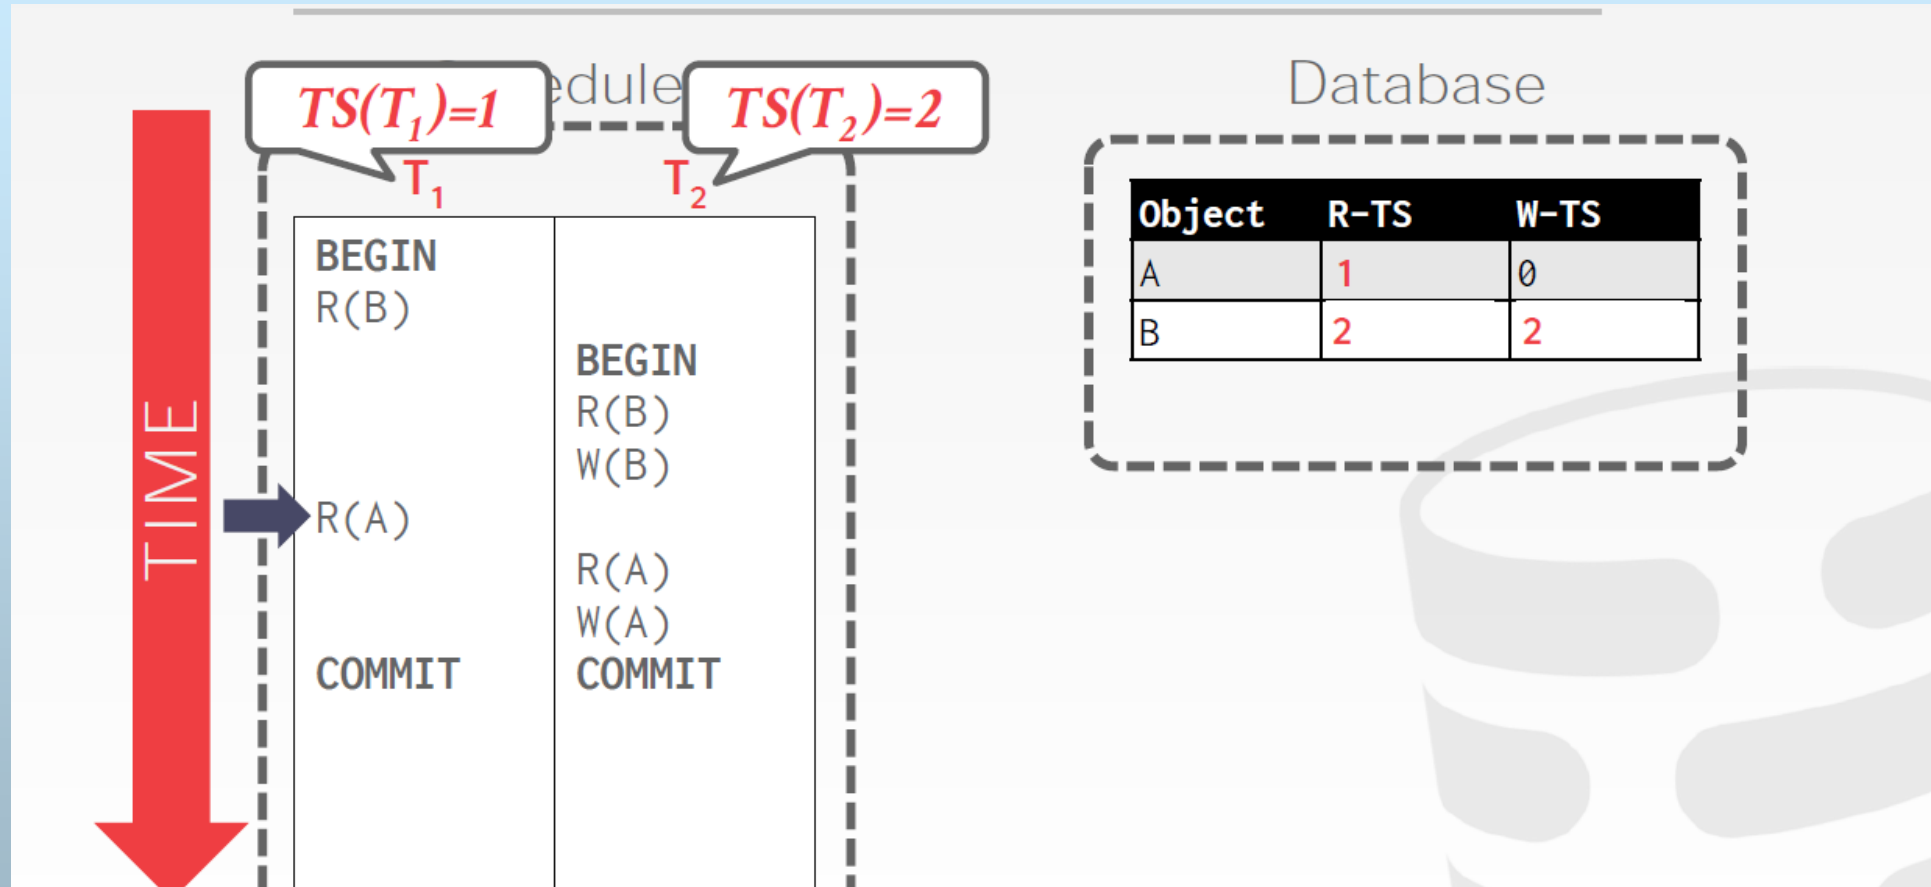 edule
Database
TS(T1)=1
TS(T2)=2
T1 T2
Object R-TS W-TS
A 1 0
B 2 2
BEGIN
R(B)
BEGIN
R(B)
W(B)
R(A)
R(A)
W(A)
COMMIT COMMIT
TIME